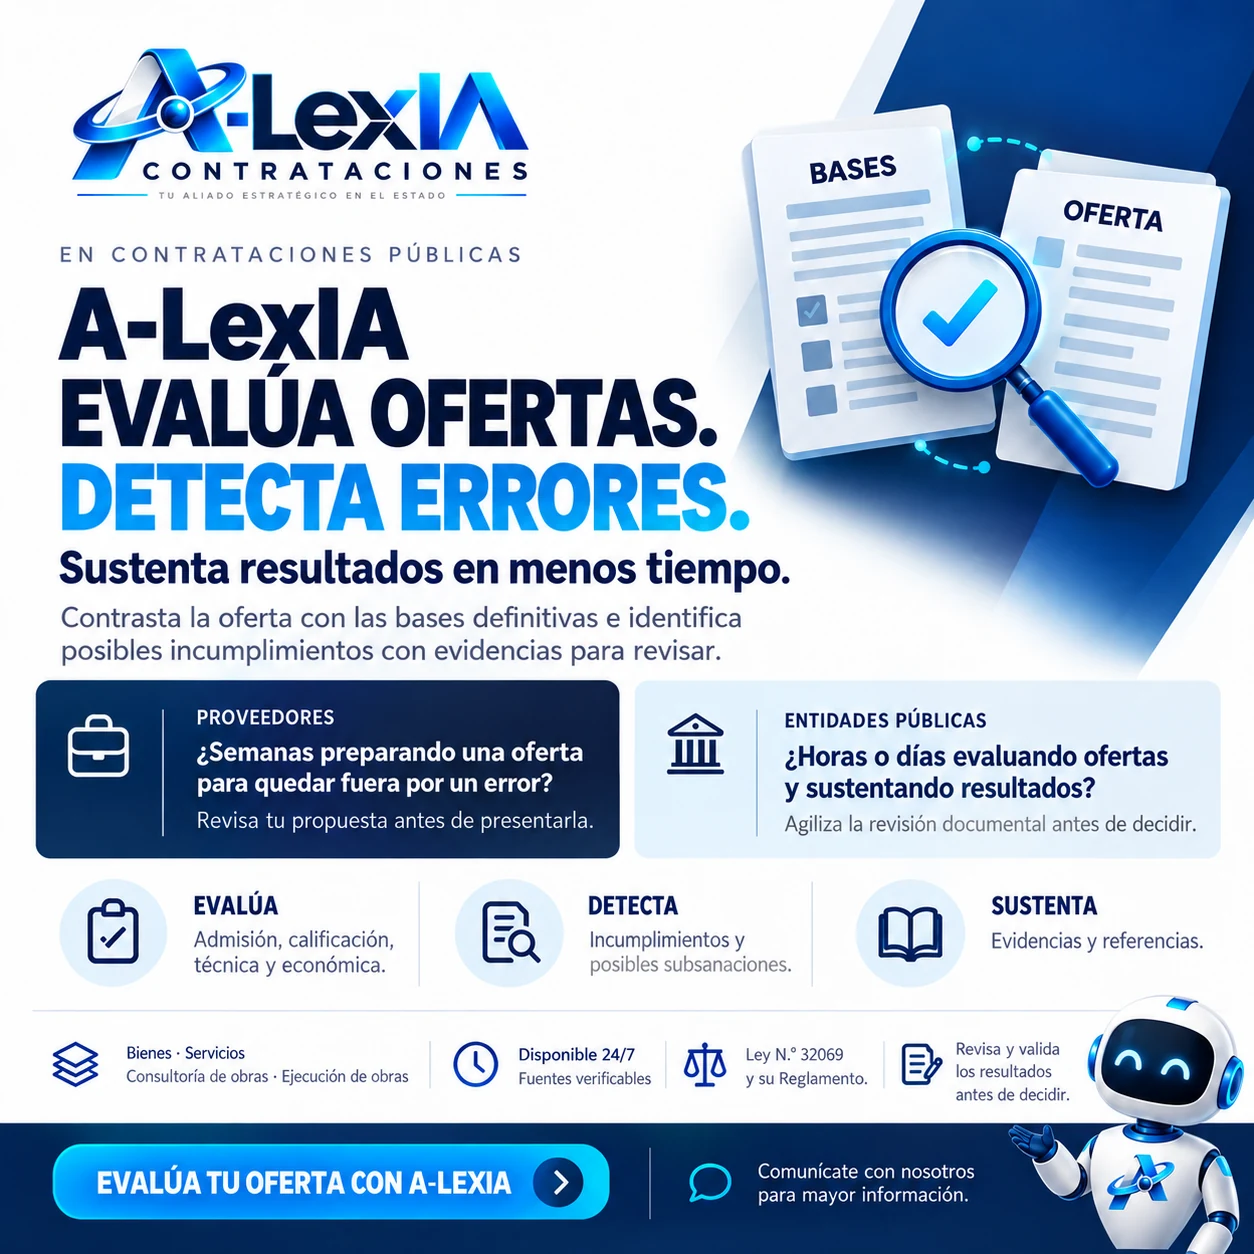 A-LexIA
CONTRATACIONES
TU ALIADO ESTRATÉGICO EN EL ESTADO
BASES
OFERTA
EN CONTRATACIONES PÚBLICAS
A-LexIA
EVALÚA OFERTAS.
DETECTA ERRORES.
Sustenta resultados en menos tiempo.
Contrasta la oferta con las bases definitivas e identifica
posibles incumplimientos con evidencias para revisar.
PROVEEDORES
¿Semanas preparando una oferta
para quedar fuera por un error?
Revisa tu propuesta antes de presentarla.
ENTIDADES PÚBLICAS
¿Horas o días evaluando ofertas
y sustentando resultados?
Agiliza la revisión documental antes de decidir.
EVALÚA
Admisión, calificación,
técnica y económica.
DETECTA
Incumplimientos y
posibles subsanaciones.
SUSTENTA
Evidencias y referencias.
Bienes · Servicios
Consultoría de obras · Ejecución de obras
Disponible 24/7
Fuentes verificables
Ley N.° 32069
y su Reglamento.
Revisa y valida
los resultados
antes de decidir.
EVALÚA TU OFERTA CON A-LEXIA
Comunícate con nosotros
para mayor información.
A